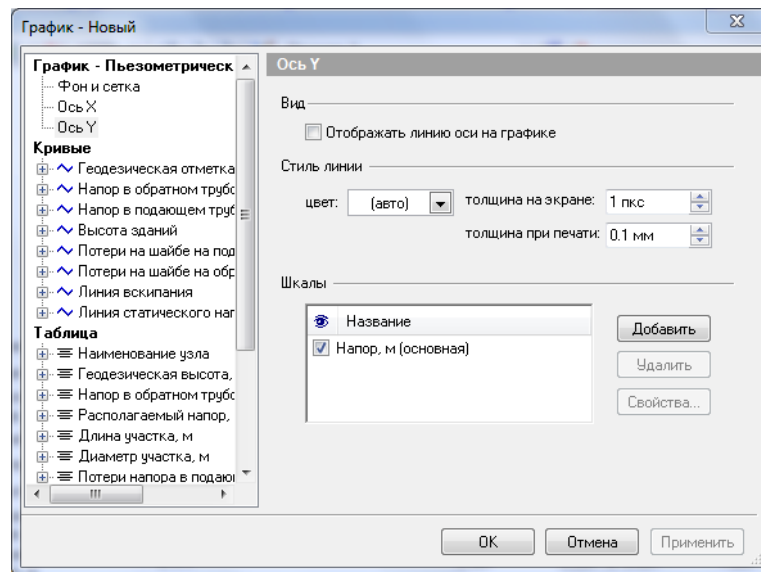 График - Новый
График - Пьезометрическ
Фон и сетка
Ось X
Ось Y
Кривые
Геодезическая отметка
Напор в обратном трубо
Напор в подающем труб
Высота зданий
Потери на шайбе на под
Потери на шайбе на обр
Линия вскипания
Линия статического нап
Таблица
Наименование узла
Геодезическая высота,
Напор в обратном трубо
Располагаемый напор,
Длина участка, м
Диаметр участка, м
Потери напора в подаю
Ось Y
Вид
Отображать линию оси на графике
Стиль линии
цвет: (авто) толщина на экране: 1 пкс
толщина при печати: 0.1 мм
Шкалы
Название
Напор, м (основная)
Добавить
Удалить
Свойства...
ОК Отмена Применить